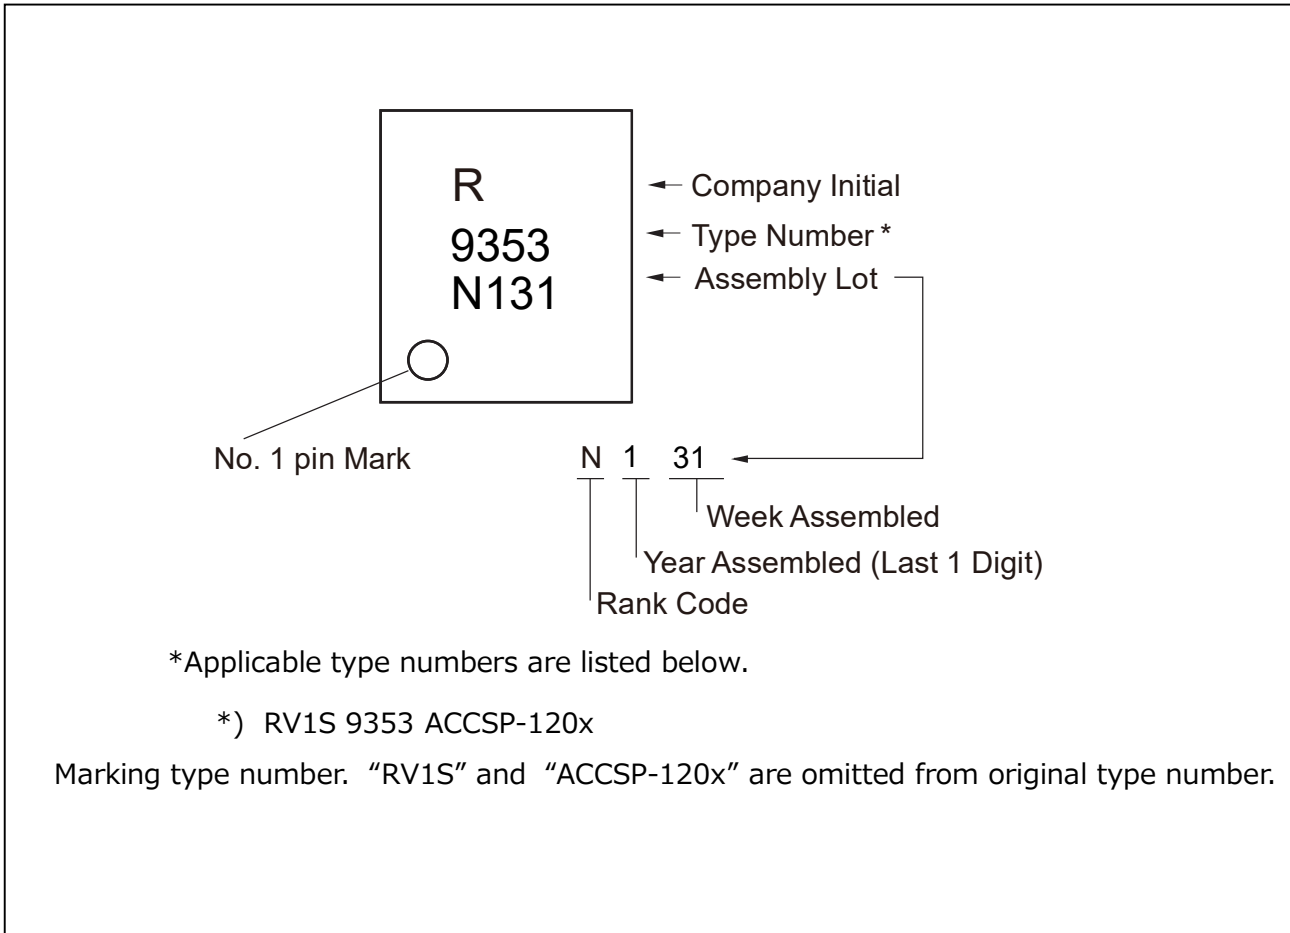 R
Company Initial
9353
Type Number *
N131
Assembly Lot
No. 1 pin Mark
N 1 31
Week Assembled
Year Assembled (Last 1 Digit)
Rank Code
*Applicable type numbers are listed below.
*) RV1S 9353 ACCSP-120x
Marking type number. “RV1S” and “ACCSP-120x” are omitted from original type number.